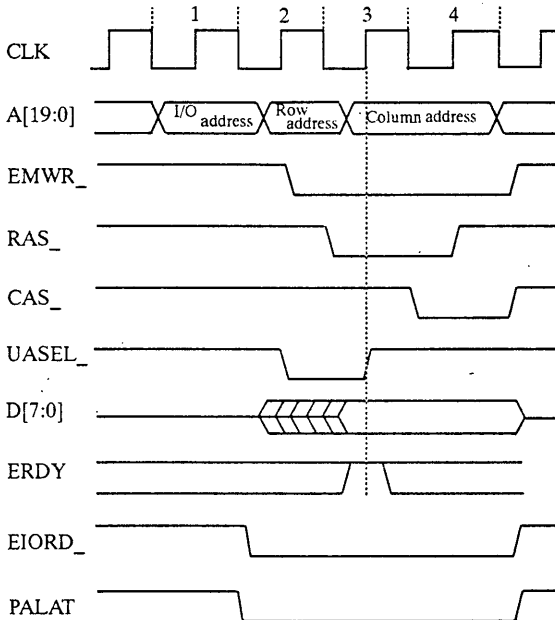 1 2 3 4
CLK
A[19:0] I/O address Row address Column address
EMWR_
RAS_
CAS_
UASEL_
D[7:0]
ERDY
EIORD_
PALAT